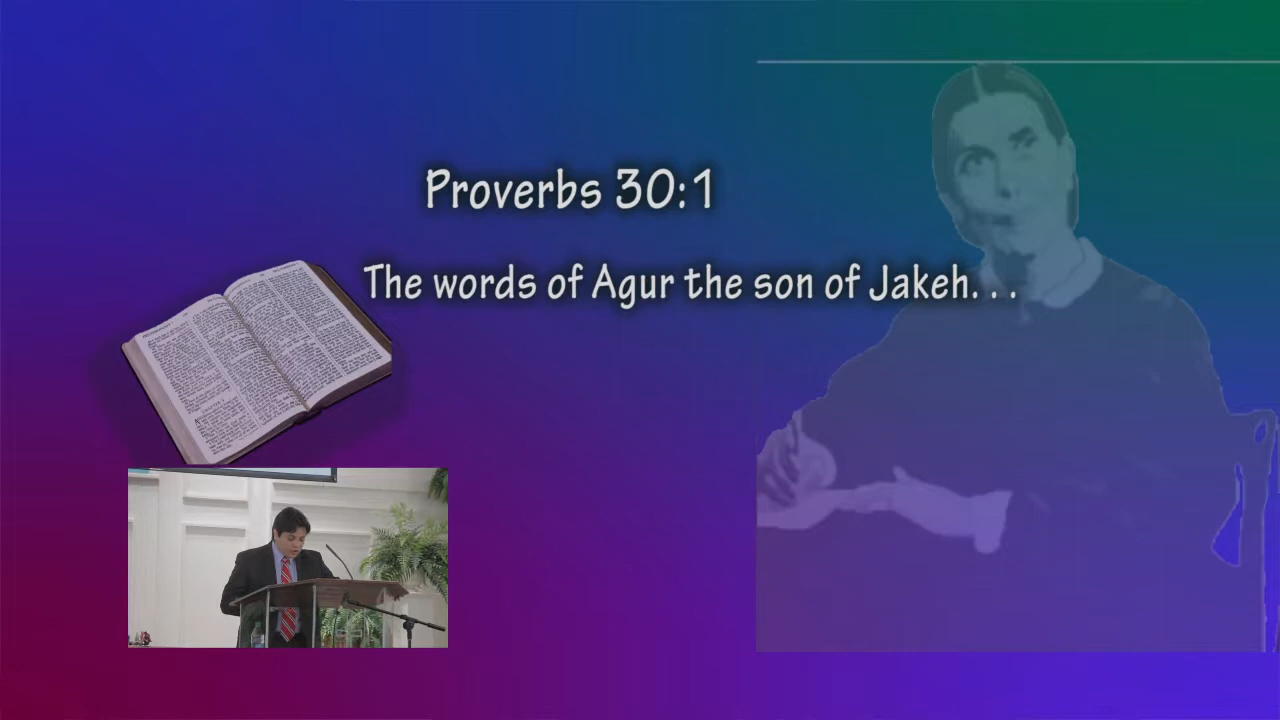 Proverbs 30:1
The words of Agur the son of Jakeh. . .